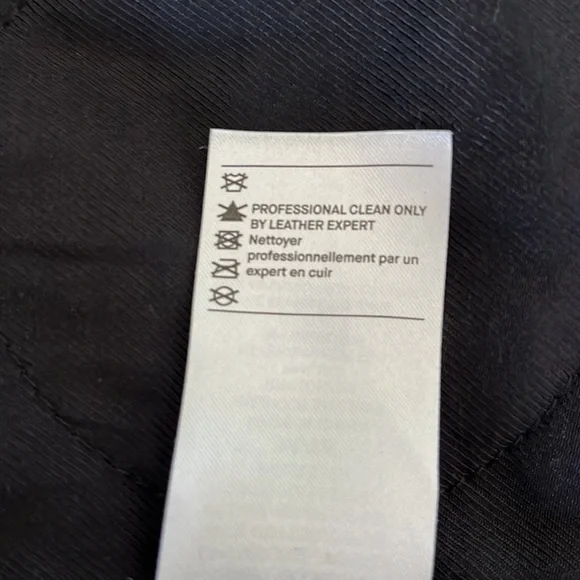 PROFESSIONAL CLEAN ONLY
BY LEATHER EXPERT
Nettoyer
professionnellement par un
expert en cuir